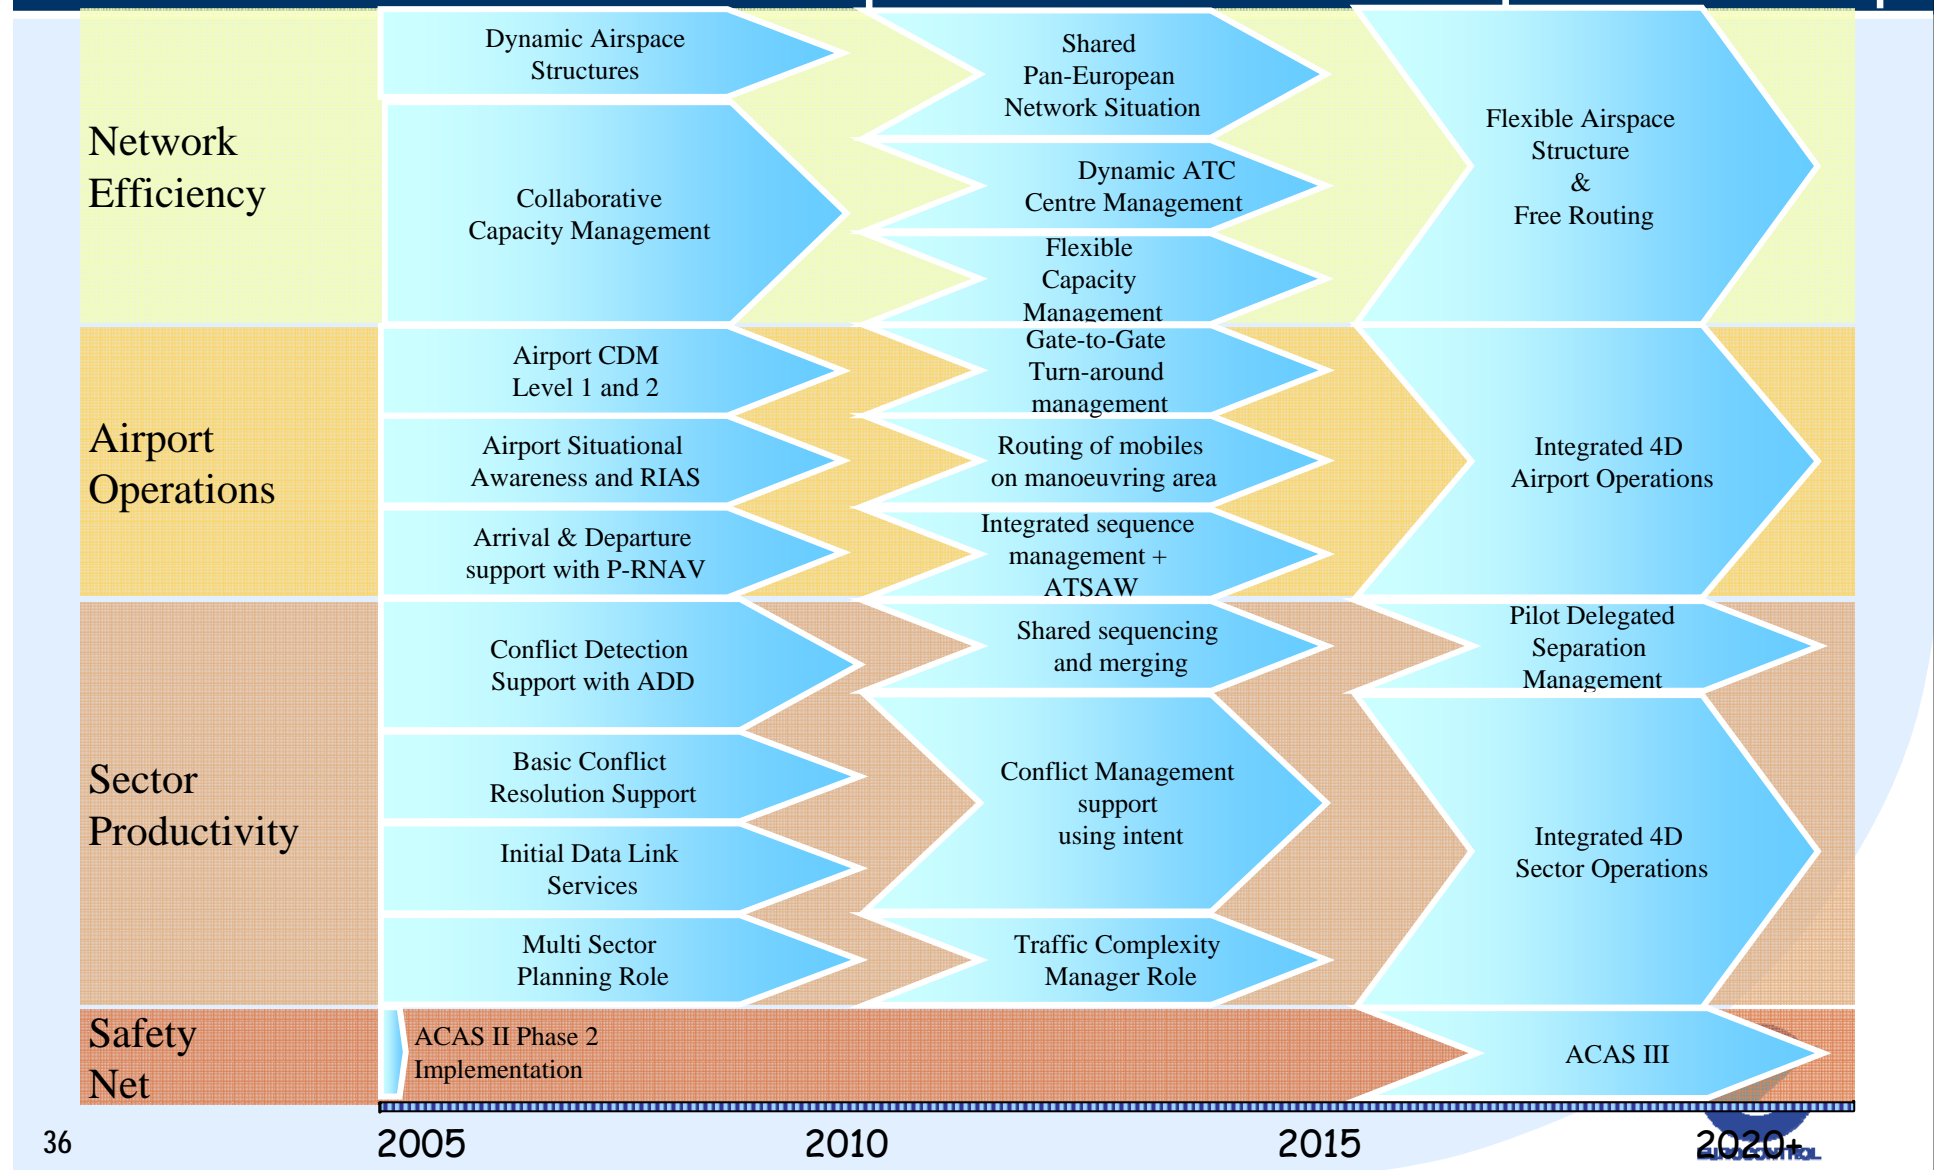 Network
Efficiency
Dynamic Airspace
Structures
Collaborative
Capacity Management
Shared
Pan-European
Network Situation
Dynamic ATC
Centre Management
Flexible
Capacity
Management
Flexible Airspace
Structure
&
Free Routing
Airport
Operations
Airport CDM
Level 1 and 2
Airport Situational
Awareness and RIAS
Arrival & Departure
support with P-RNAV
Gate-to-Gate
Turn-around
management
Routing of mobiles
on manoeuvring area
Integrated sequence
management +
ATSAW
Integrated 4D
Airport Operations
Sector
Productivity
Conflict Detection
Support with ADD
Basic Conflict
Resolution Support
Initial Data Link
Services
Multi Sector
Planning Role
Shared sequencing
and merging
Conflict Management
support
using intent
Traffic Complexity
Manager Role
Pilot Delegated
Separation
Management
Integrated 4D
Sector Operations
Safety
Net
ACAS II Phase 2
Implementation
ACAS III
36
2005
2010
2015
2020+
EUROCONTROL